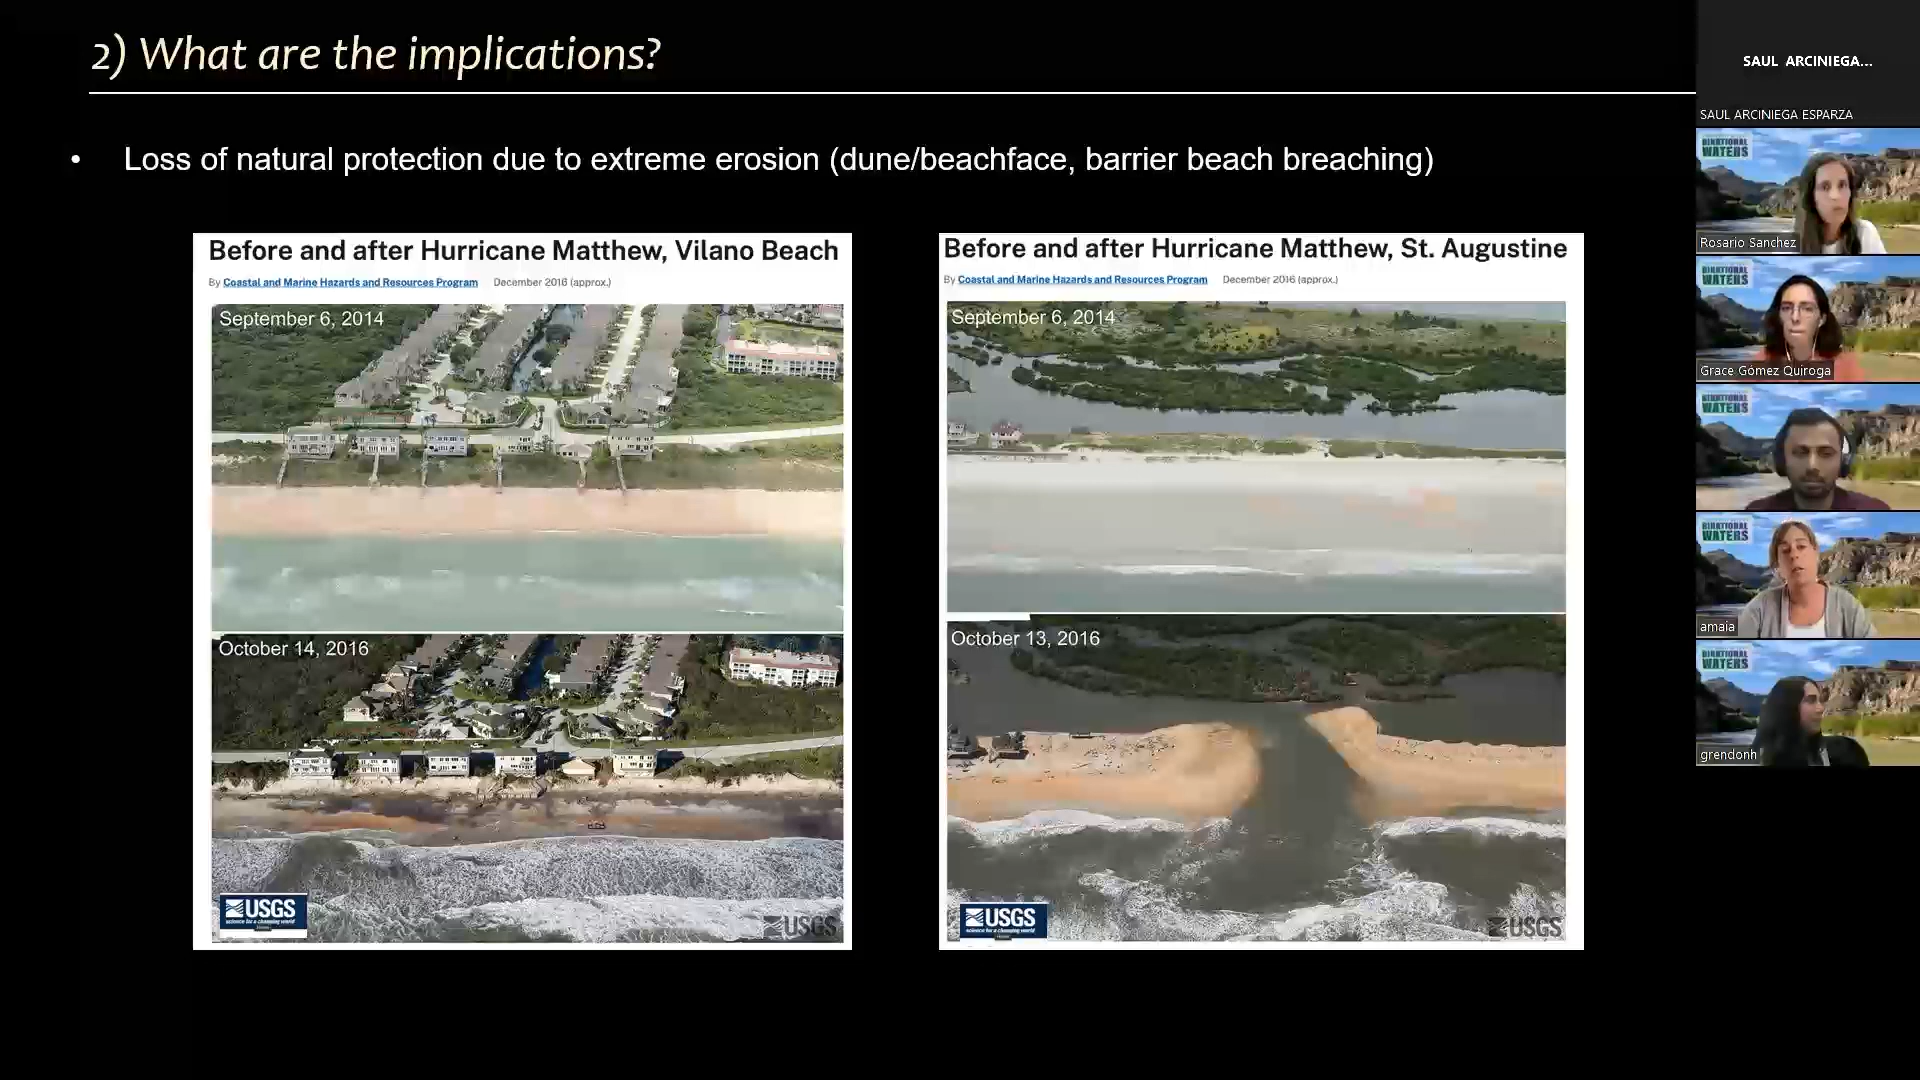 2) What are the implications?
• Loss of natural protection due to extreme erosion (dune/beachface, barrier beach breaching)
Before and after Hurricane Matthew, Vilano Beach
By Coastal and Marine Hazards and Resources Program December 2016 (approx.)
September 6, 2014
October 14, 2016
USGS
science for a changing world
USGS
Before and after Hurricane Matthew, St. Augustine
By Coastal and Marine Hazards and Resources Program December 2016 (approx.)
September 6, 2014
October 13, 2016
USGS
science for a changing world
USGS
SAUL ARCINIEGA...
SAUL ARCINIEGA ESPARZA
BINATIONAL
WATERS
Rosario Sanchez
BINATIONAL
WATERS
Grace Gómez Quiroga
BINATIONAL
WATERS
BINATIONAL
WATERS
amaia
BINATIONAL
WATERS
grendonh